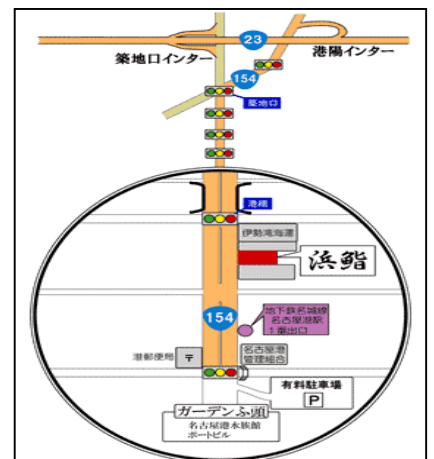 23
築地口インター
港陽インター
154
築地口
港橋
伊勢湾海運
浜鮨
154
地下鉄名城線
名古屋港駅
1番出口
港郵便局
〒
名古屋港
管理組合
有料駐車場
P
ガーデンふ頭
名古屋港水族館
ポートビル